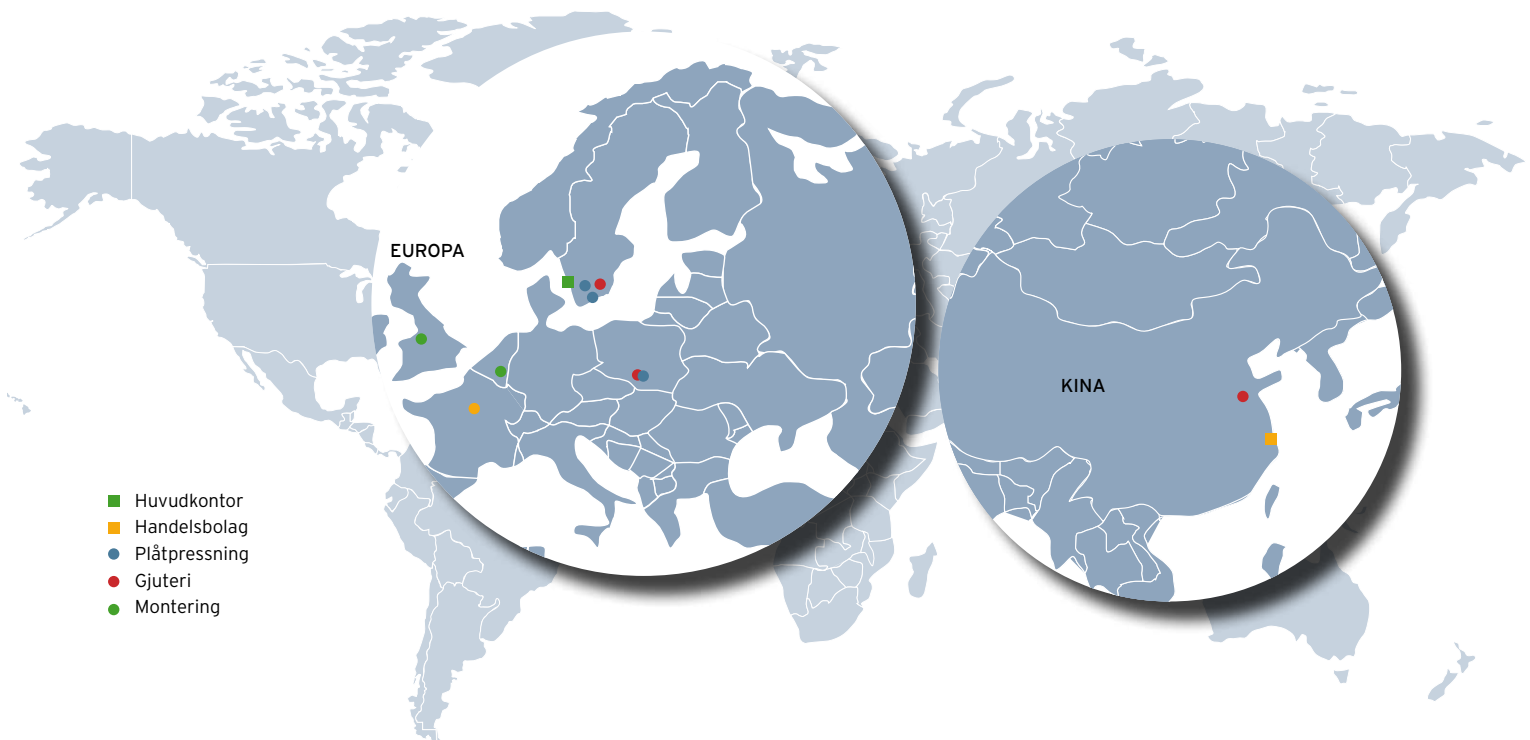 EUROPA
KINA
Huvudkontor
Handelsbolag
Plåtpressning
Gjuteri
Montering